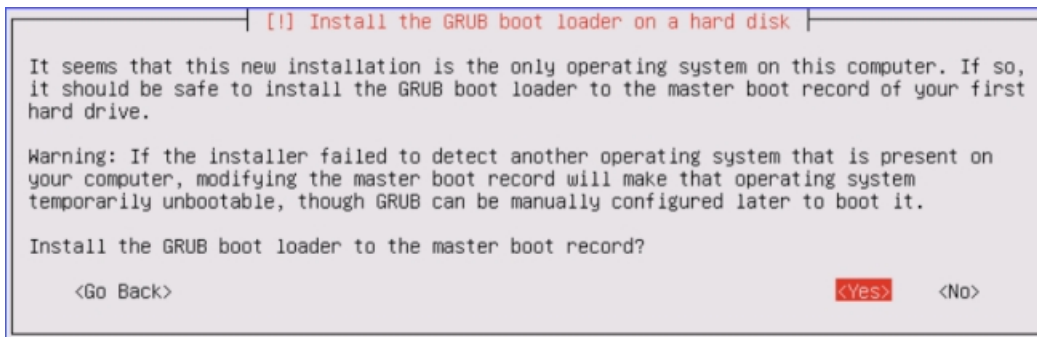 [!] Install the GRUB boot loader on a hard disk
It seems that this new installation is the only operating system on this computer. If so,
it should be safe to install the GRUB boot loader to the master boot record of your first
hard drive.
Warning: If the installer failed to detect another operating system that is present on
your computer, modifying the master boot record will make that operating system
temporarily unbootable, though GRUB can be manually configured later to boot it.
Install the GRUB boot loader to the master boot record?
<Go Back> <Yes> <No>